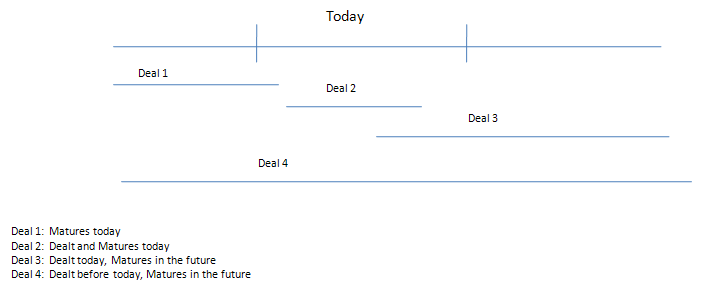 Today
Deal 1
Deal 2
Deal 3
Deal 4
Deal 1: Matures today
Deal 2: Dealt and Matures today
Deal 3: Dealt today, Matures in the future
Deal 4: Dealt before today, Matures in the future